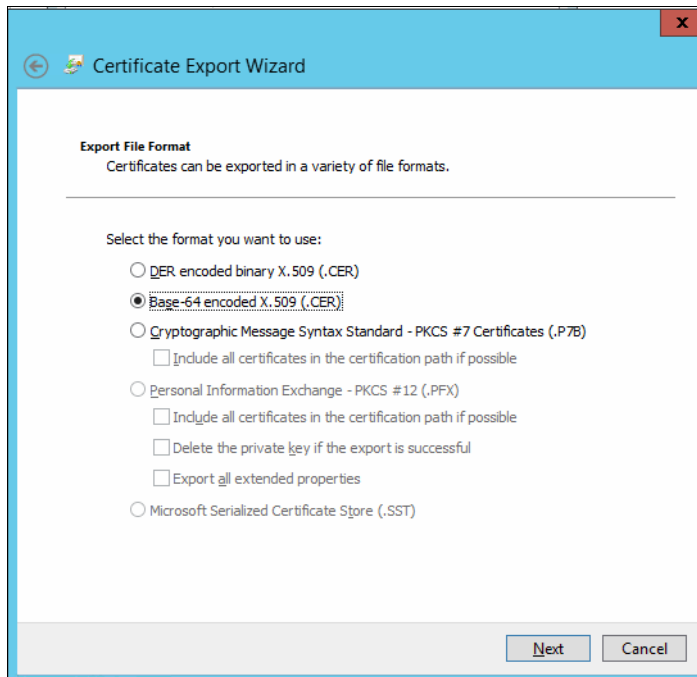 x
Certificate Export Wizard
Export File Format
Certificates can be exported in a variety of file formats.
Select the format you want to use:
DER encoded binary X.509 (.CER)
Base-64 encoded X.509 (.CER)
Cryptographic Message Syntax Standard - PKCS #7 Certificates (.P7B)
Include all certificates in the certification path if possible
Personal Information Exchange - PKCS #12 (.PFX)
Include all certificates in the certification path if possible
Delete the private key if the export is successful
Export all extended properties
Microsoft Serialized Certificate Store (.SST)
Next Cancel